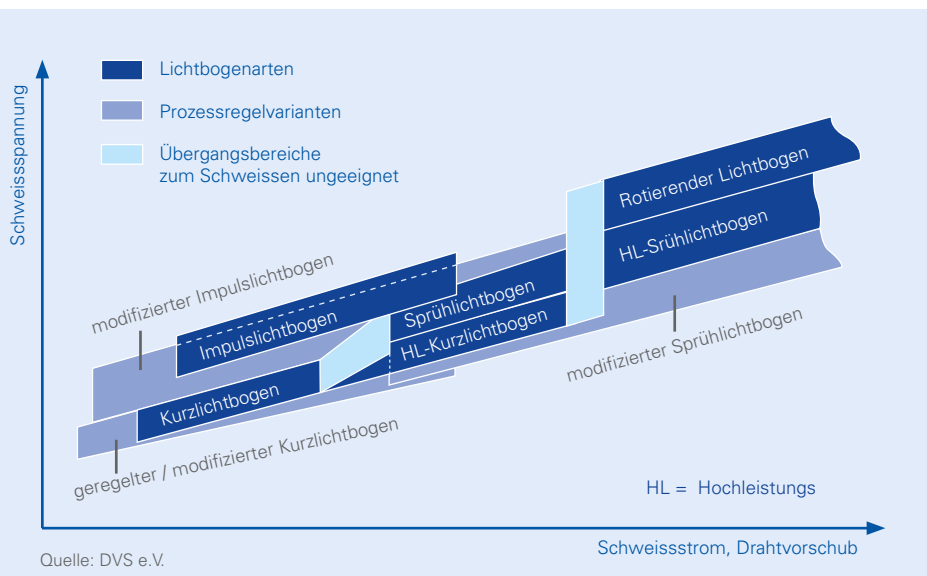 Lichtbogenarten
Prozessregelvarianten
Übergangsbereiche
zum Schweissen ungeeignet
Schweissspannung
Rotierender Lichtbogen
HL-Srühlichtbogen
modifizierter Impulslichtbogen
Impulslichtbogen
Sprühlichtbogen
HL-Kurzlichtbogen
Kurzlichtbogen
modifizierter Sprühlichtbogen
geregelter / modifizierter Kurzlichtbogen
HL = Hochleistungs
Schweissstrom, Drahtvorschub
Quelle: DVS e.V.